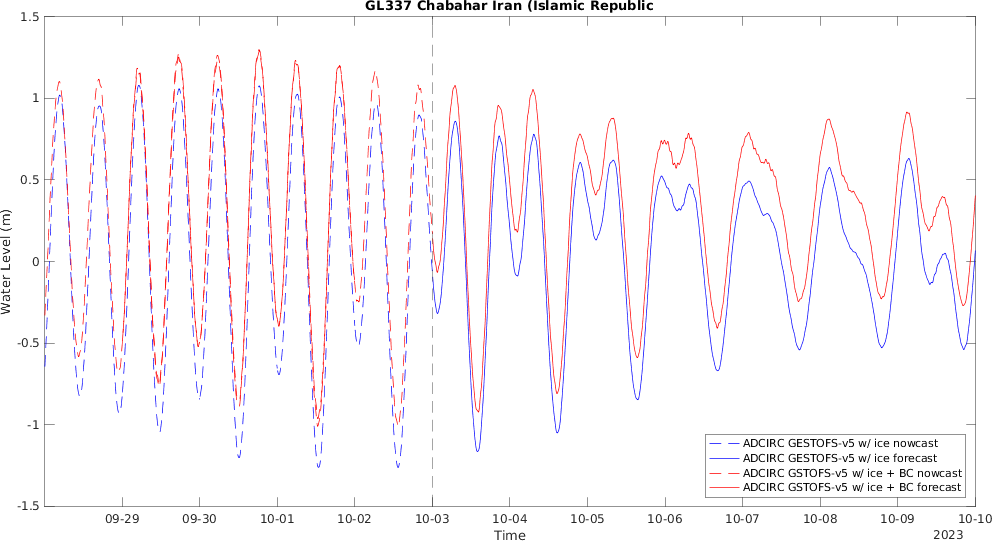 GL337 Chabahar Iran (Islamic Republic
1.5
1
0.5
0
-0.5
-1
-1.5
Water Level (m)
ADCIRC GESTOFS-v5 w/ ice nowcast
ADCIRC GESTOFS-v5 w/ ice forecast
ADCIRC GSTOFS-v5 w/ ice + BC nowcast
ADCIRC GSTOFS-v5 w/ ice + BC forecast
09-29 09-30 10-01 10-02 10-03 10-04 10-05 10-06 10-07 10-08 10-09 10-10
Time
2023